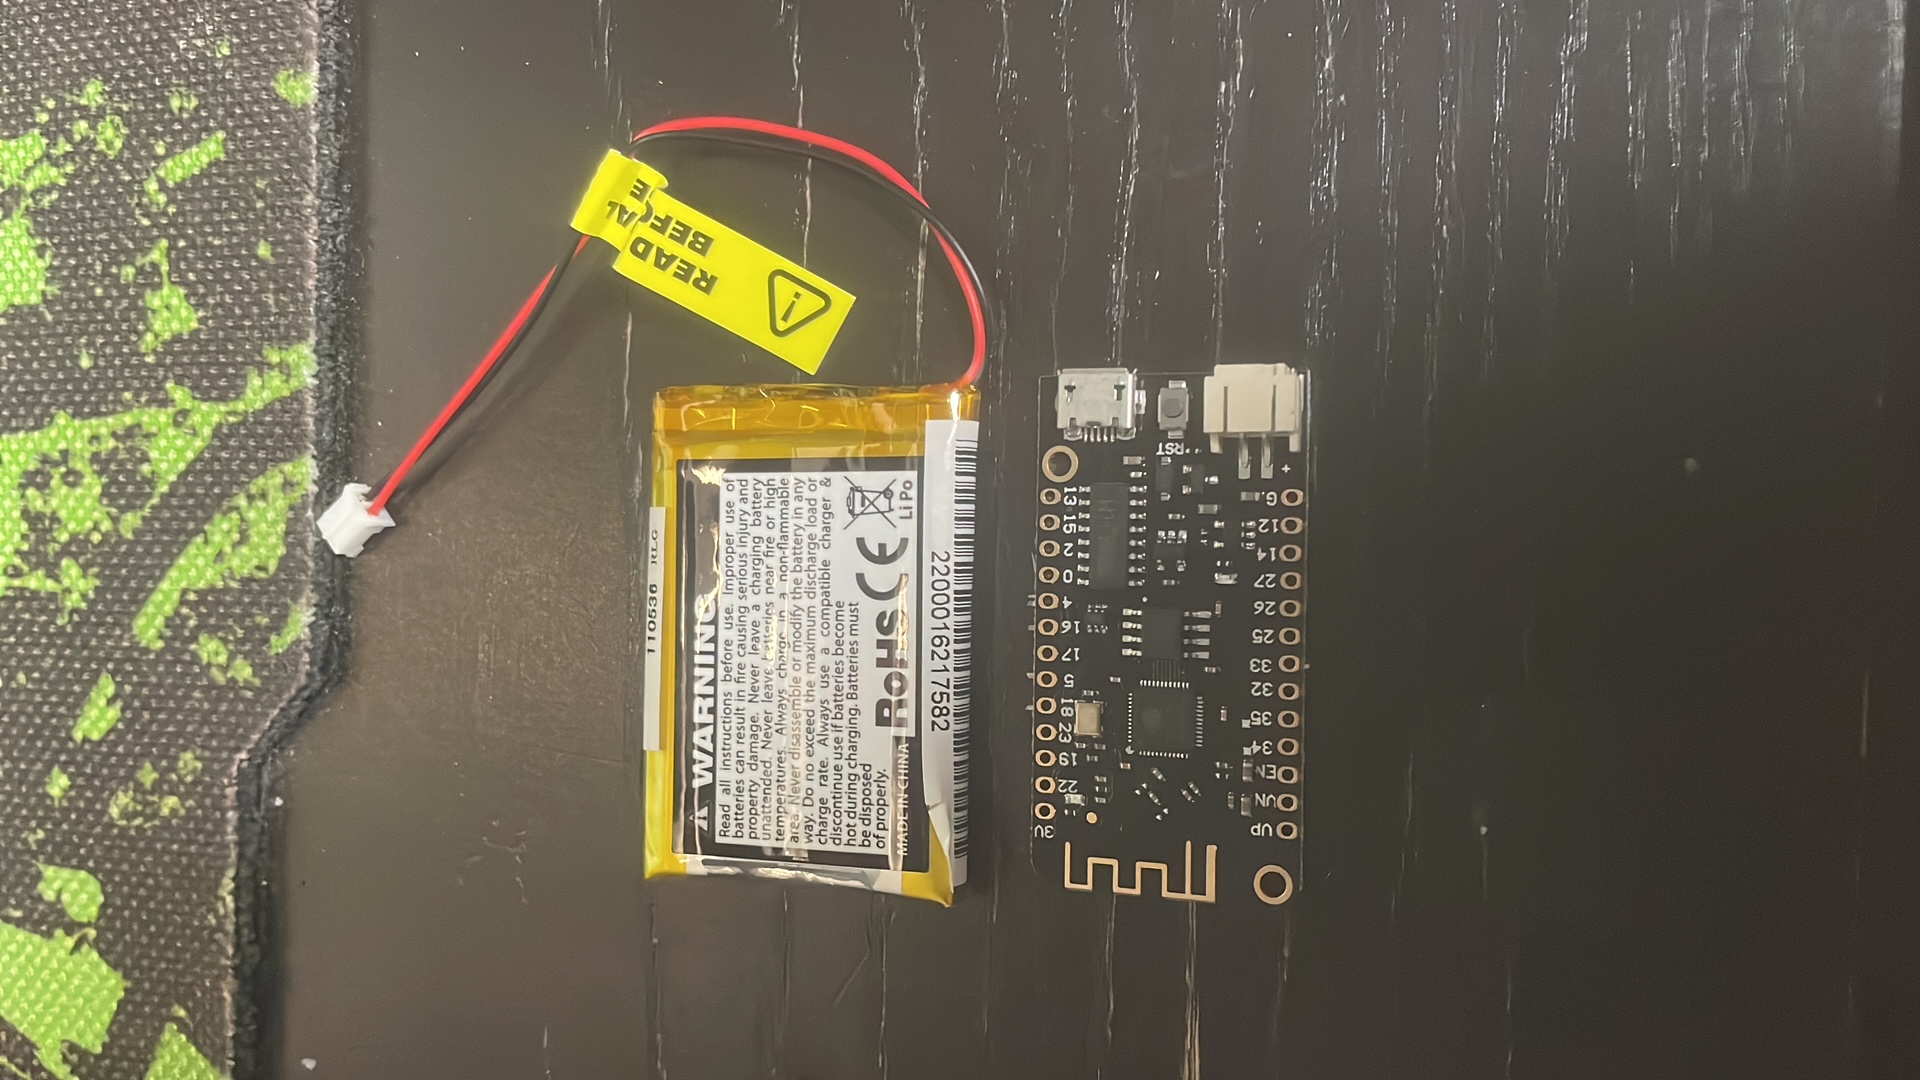 READ
BEF
AL
E
110536 RLG
WARNING
Read all instructions before use. Improper use of
batteries can result in fire causing serious injury and
property damage. Never leave a charging battery
unattended. Never leave batteries near fire or high
temperatures. Always charge in a non-flammable
area. Never disassemble or modify the battery in any
way. Do no exceed the maximum discharge load or
charge rate. Always use a compatible charger &
discontinue use if batteries become
hot during charging. Batteries must
be disposed
of properly.
MADE IN CHINA
RoHS CE
Li Po
2200016217582
3V 22 19 23 18 5 17 16 4 0 2 15 13
RST
VP VN EN 34 35 32 33 25 26 27 14 12 G
+